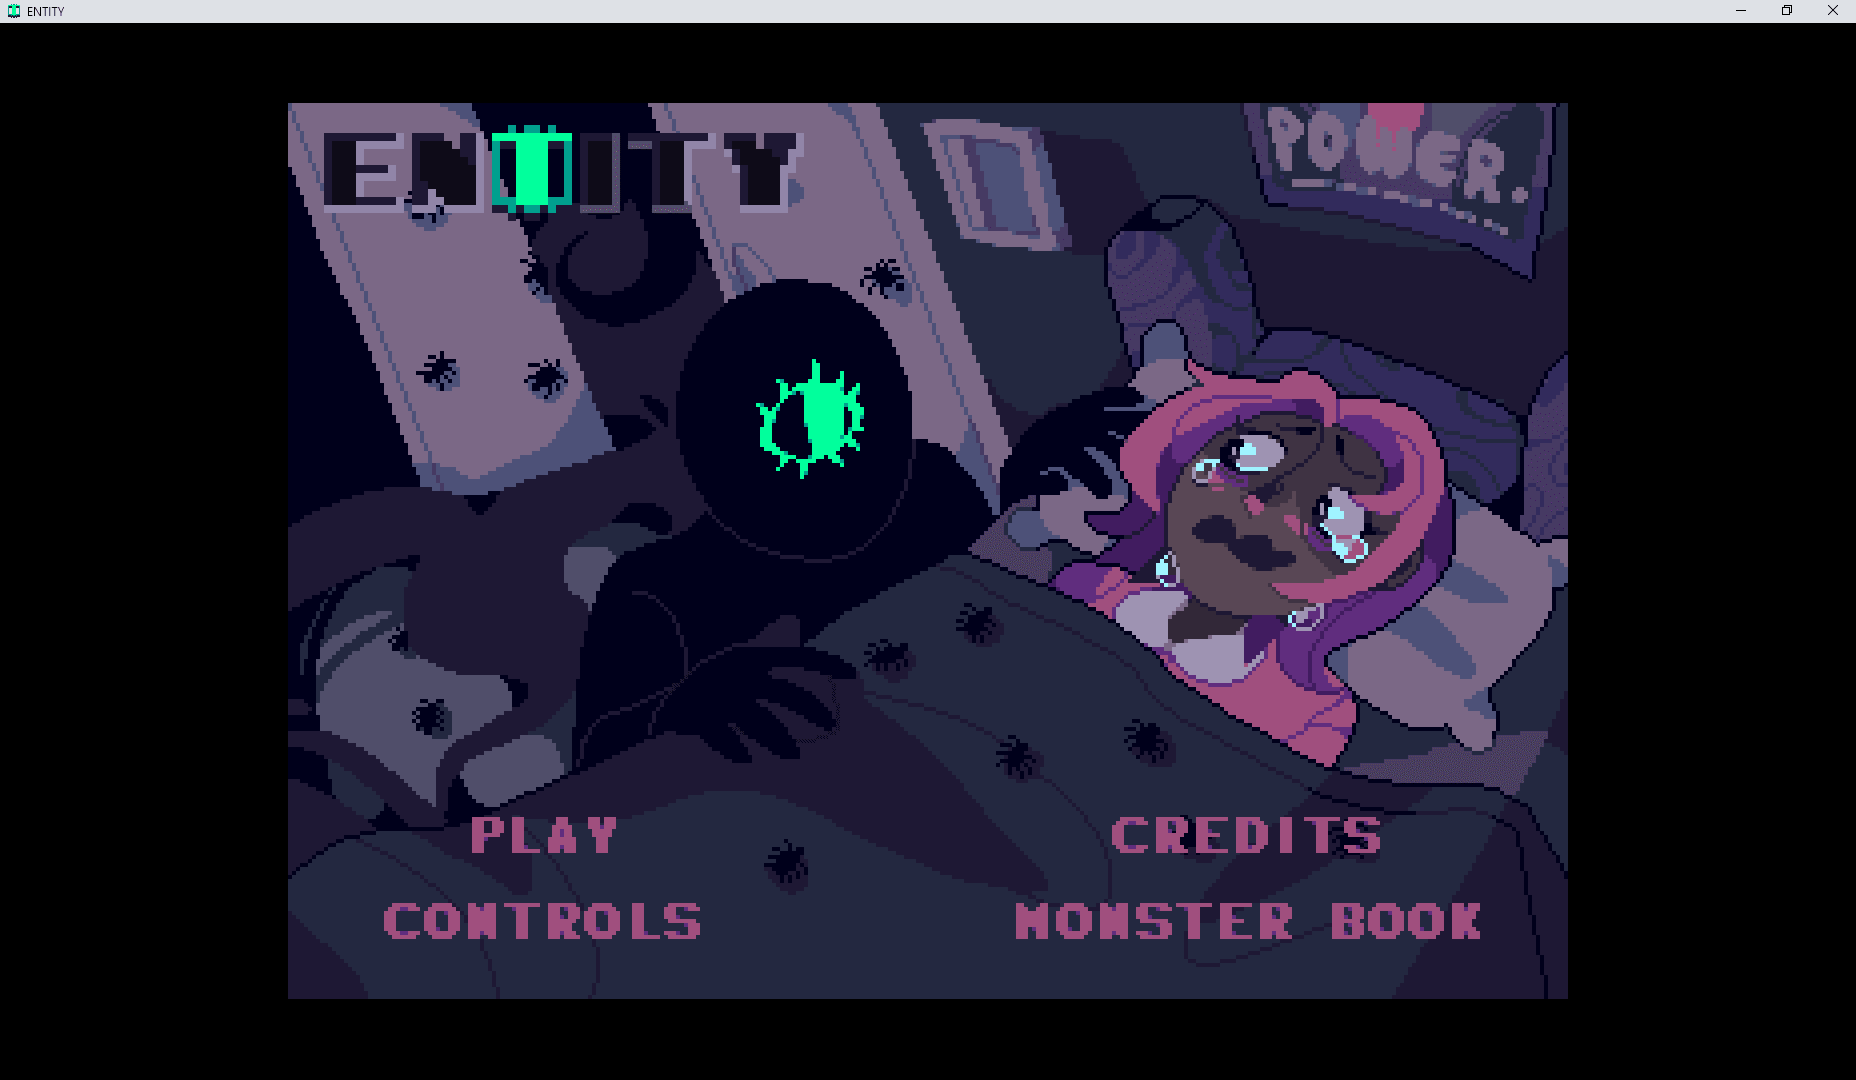 ENTITY
ENTITY
POWER.
PLAY
CREDITS
CONTROLS
MONSTER BOOK